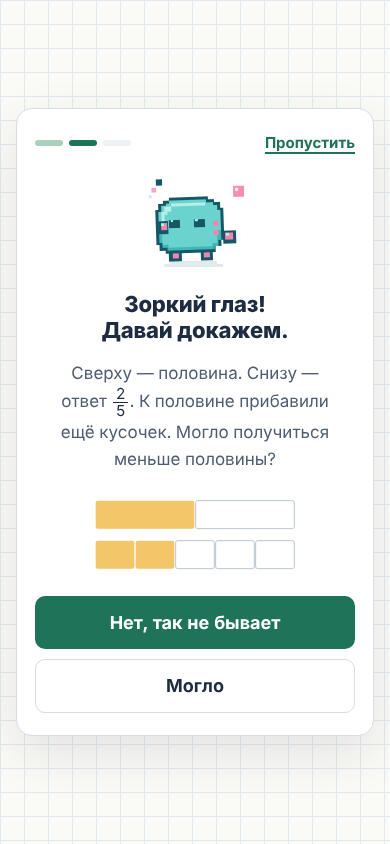 Пропустить
Зоркий глаз!
Давай докажем.
Сверху — половина. Снизу —
ответ 2/5. К половине прибавили
ещё кусочек. Могло получиться
меньше половины?
Нет, так не бывает
Могло